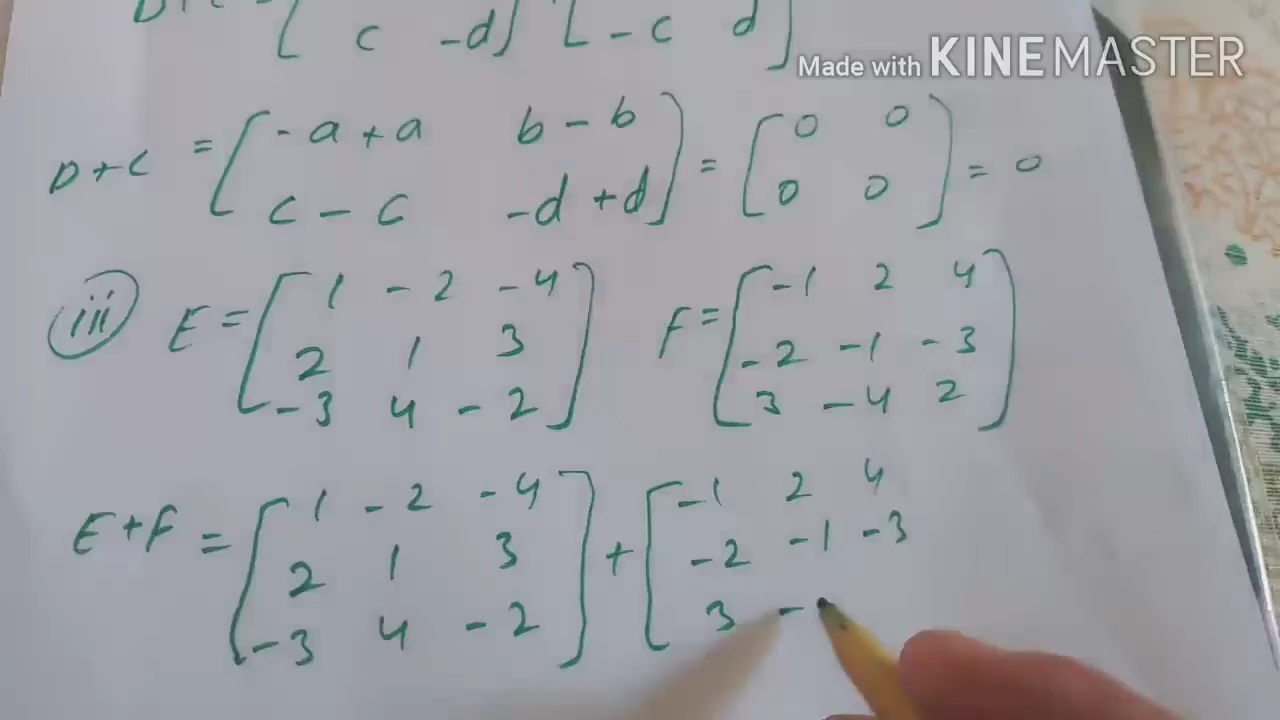 D+C =
[ c -d] [-c d]
Made with KINEMASTER
D+C = [-a+a b-b] = [0 0] = 0
[c-c -d+d] [0 0]
iii E = [1 -2 -4] F = [-1 2 4]
[2 1 3] [-2 -1 -3]
[-3 4 -2] [3 -4 2]
E+F = [1 -2 -4] + [-1 2 4
[2 1 3] [-2 -1 -3
[-3 4 -2] [3 -